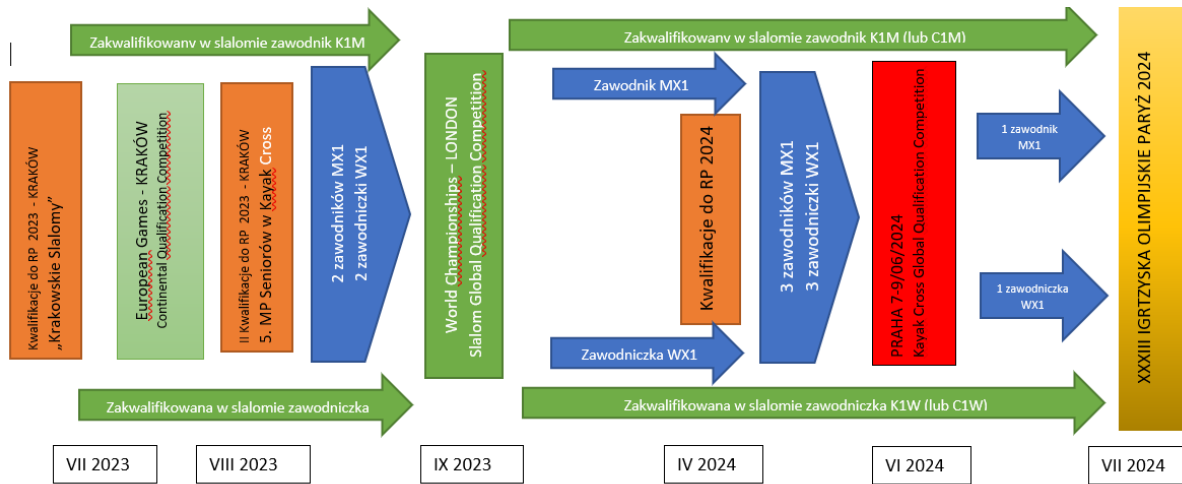 Zakwalifikowany w slalomie zawodnik K1M
Zakwalifikowany w slalomie zawodnik K1M (lub C1M)
Kwalifikacje do RP 2023 - KRAKÓW
„Krakowskie Slalomy”
European Games - KRAKÓW
Continental Qualification Competition
II Kwalifikacje do RP 2023 - KRAKÓW
5. MP Seniorów w Kayak Cross
2 zawodników MX1
2 zawodniczki WX1
World Championships – LONDON
Slalom Global Qualification Competition
Zawodnik MX1
Kwalifikacje do RP 2024
Zawodniczka WX1
3 zawodników MX1
3 zawodniczki WX1
PRAHA 7-9/06/2024
Kayak Cross Global Qualification Competition
1 zawodnik
MX1
1 zawodniczka
WX1
XXXIII IGRTZYSKA OLIMPIJSKIE PARYŻ 2024
Zakwalifikowana w slalomie zawodniczka
Zakwalifikowana w slalomie zawodniczka K1W (lub C1W)
VII 2023
VIII 2023
IX 2023
IV 2024
VI 2024
VII 2024